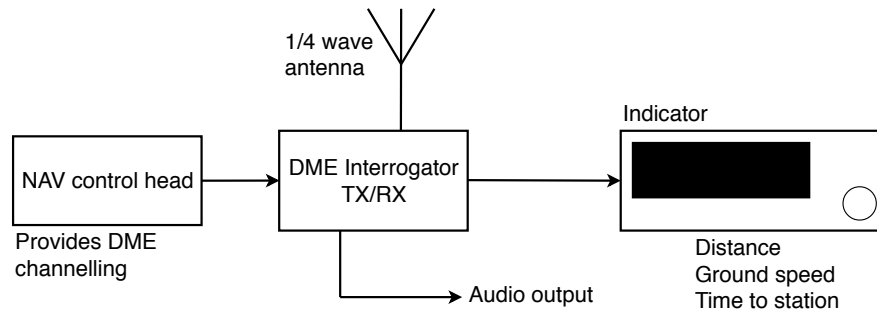 1/4 wave
antenna
Indicator
NAV control head
DME Interrogator
TX/RX
Provides DME
channelling
Distance
Ground speed
Time to station
Audio output